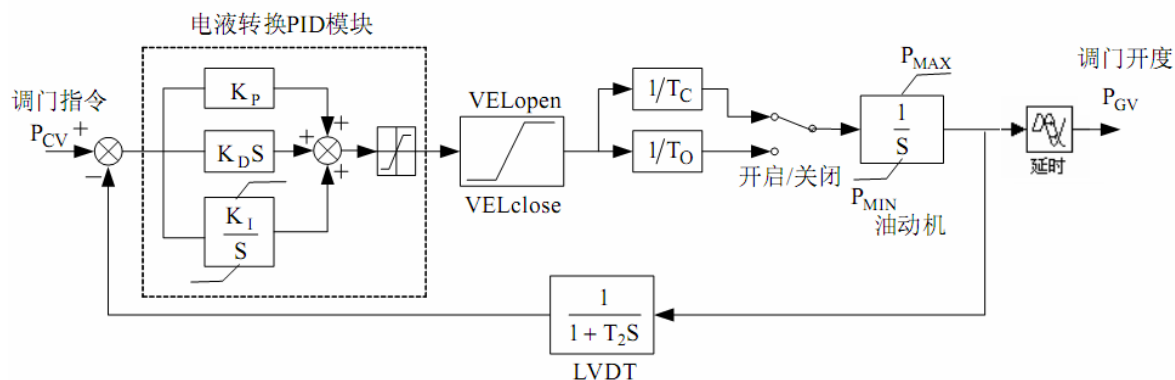 电液转换PID模块
调门指令
P_CV
+
−
K_P
K_D S
K_I
S
+
+
+
VELopen
VELclose
1/T_C
1/T_O
开启/关闭
P_MAX
1
S
P_MIN
油动机
延时
调门开度
P_GV
1
1 + T_2S
LVDT